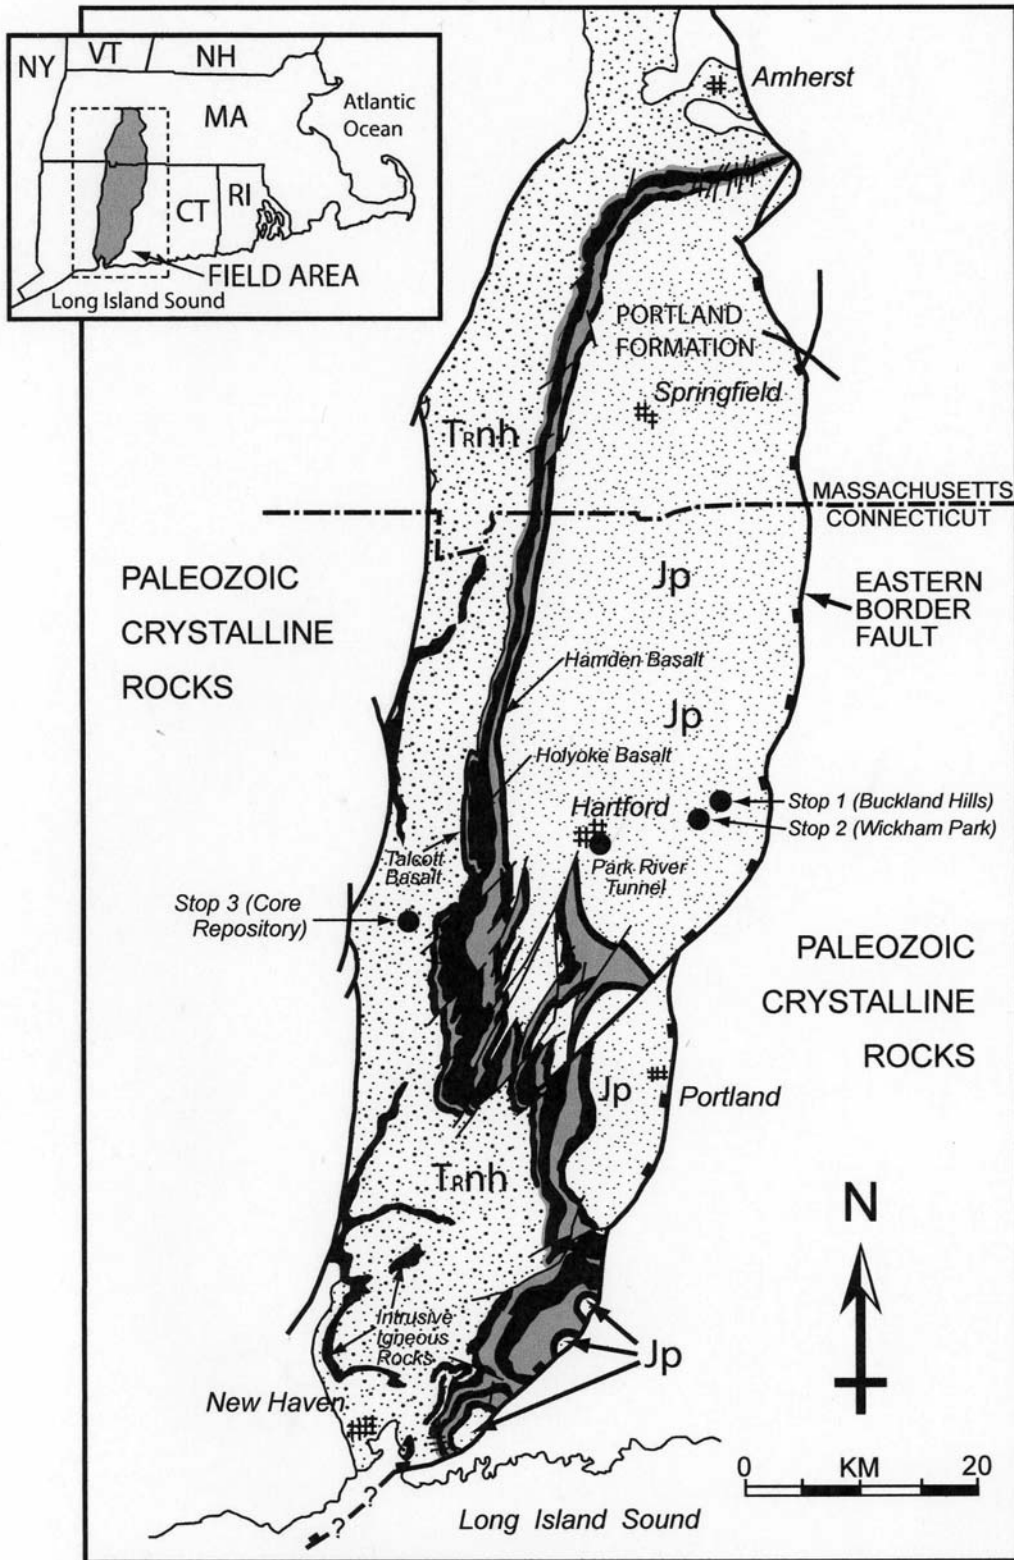 NY
VT
NH
MA
Atlantic
Ocean
CT
RI
FIELD AREA
Long Island Sound
Amherst
PORTLAND
FORMATION
Springfield
TRnh
MASSACHUSETTS
CONNECTICUT
PALEOZOIC
CRYSTALLINE
ROCKS
Jp
EASTERN
BORDER
FAULT
Hamden Basalt
Jp
Holyoke Basalt
Hartford
Stop 1 (Buckland Hills)
Stop 2 (Wickham Park)
Talcott
Basalt
Park River
Tunnel
Stop 3 (Core
Repository)
PALEOZOIC
CRYSTALLINE
ROCKS
Jp
Portland
TRnh
N
Intrusive
Igneous
Rocks
Jp
New Haven
0 KM 20
?
?
Long Island Sound